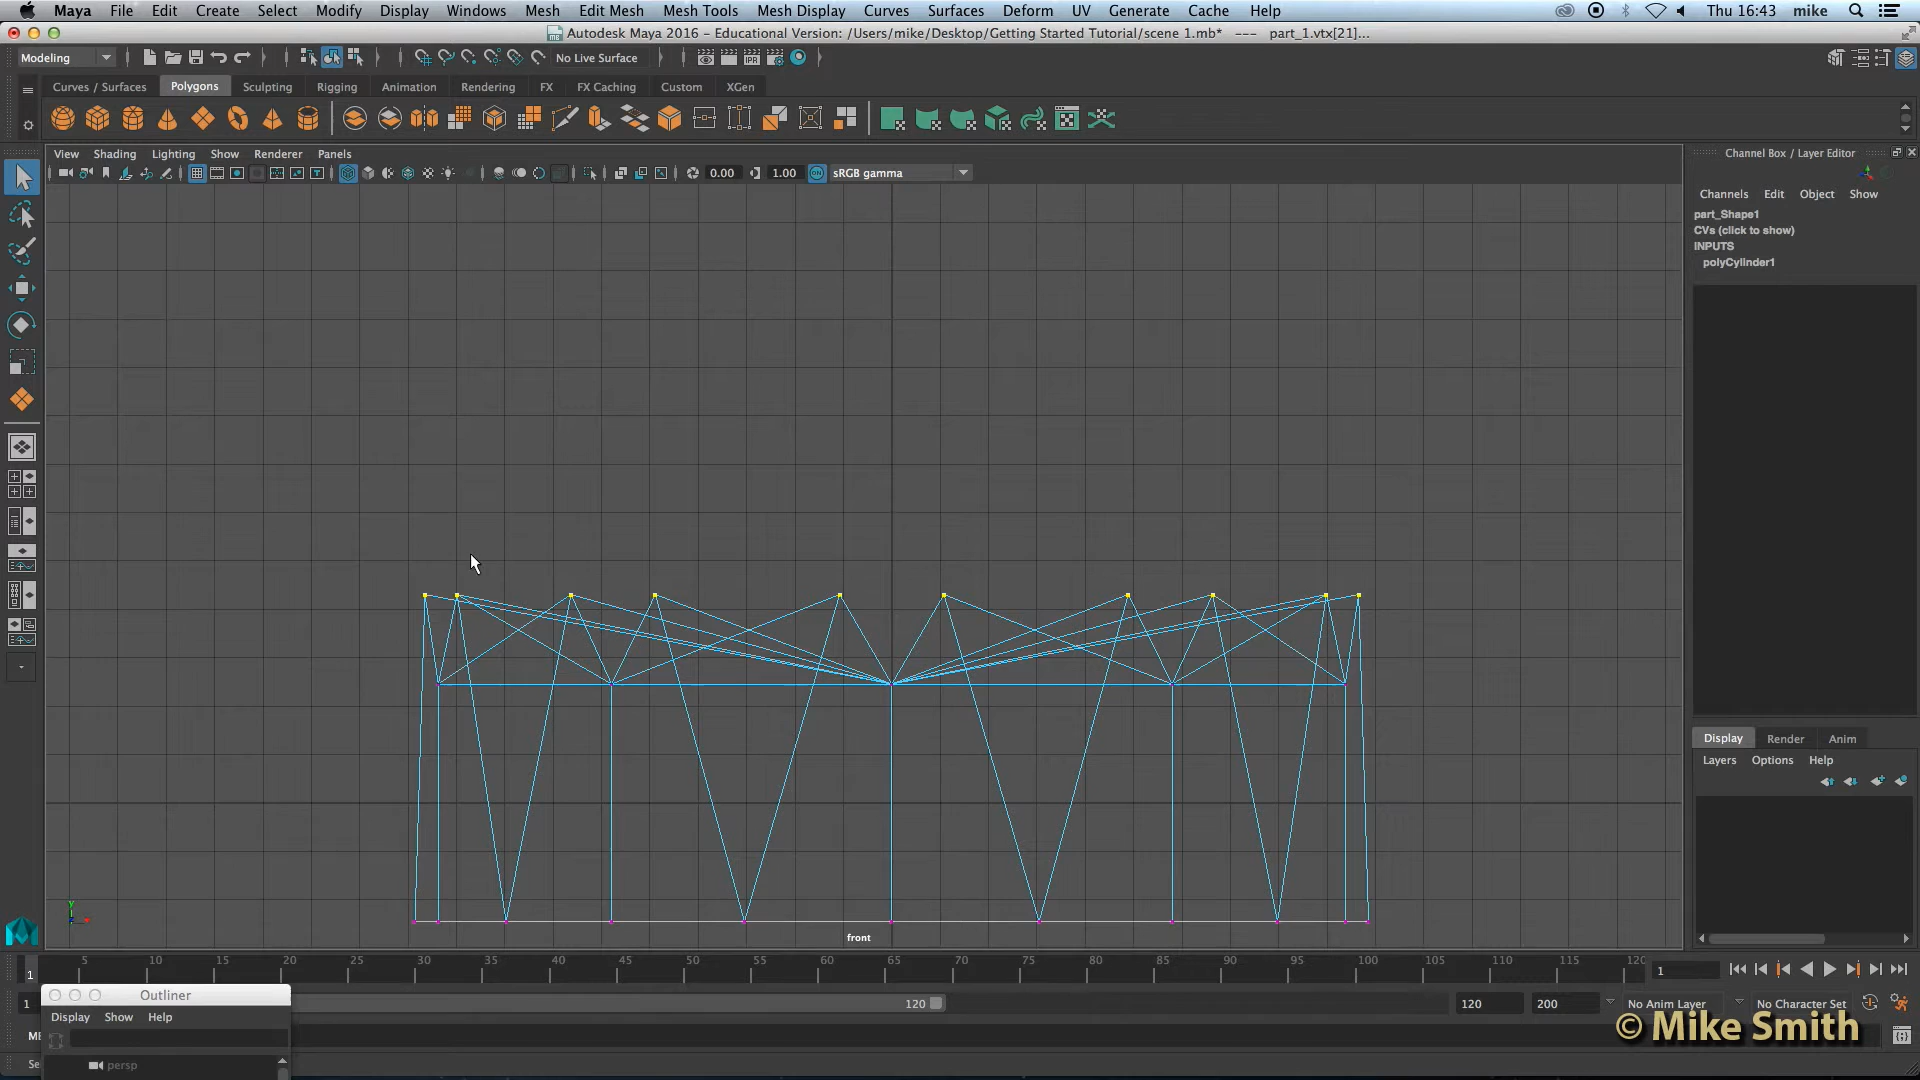 Maya File Edit Create Select Modify Display Windows Mesh Edit Mesh Mesh Tools Mesh Display Curves Surfaces Deform UV Generate Cache Help Thu 16:43 mike
Autodesk Maya 2016 - Educational Version: /Users/mike/Desktop/Getting Started Tutorial/scene 1.mb* --- part_1.vtx[21]...
Modeling No Live Surface
Curves / Surfaces Polygons Sculpting Rigging Animation Rendering FX FX Caching Custom XGen
View Shading Lighting Show Renderer Panels
0.00 1.00 ON sRGB gamma
Channel Box / Layer Editor
Channels Edit Object Show
part_Shape1
CVs (click to show)
INPUTS
polyCylinder1
Display Render Anim
Layers Options Help
front
5 10 15 20 25 30 35 40 45 50 55 60 65 70 75 80 85 90 95 100 105 110 115 120
1 1
1 120 120 200 No Anim Layer No Character Set
Outliner
Display Show Help
persp
© Mike Smith